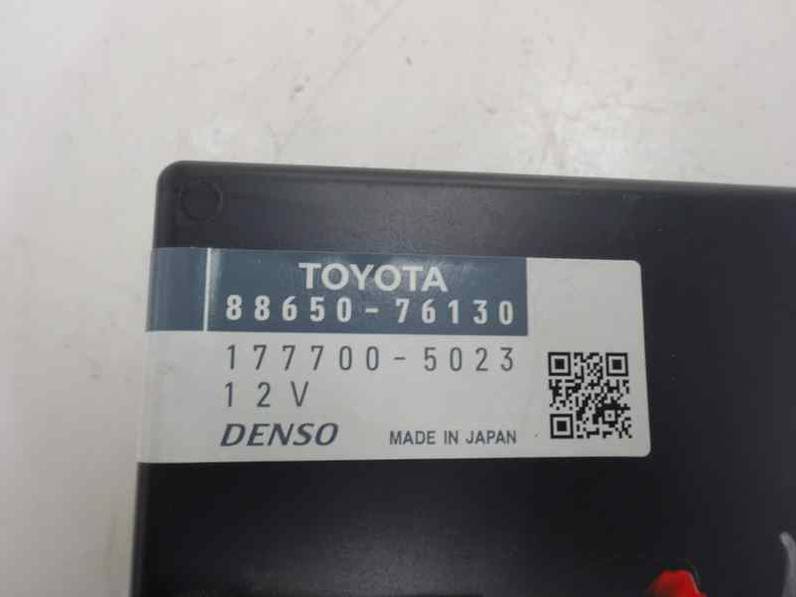 TOYOTA
88650-76130
177700-5023
12V
DENSO MADE IN JAPAN